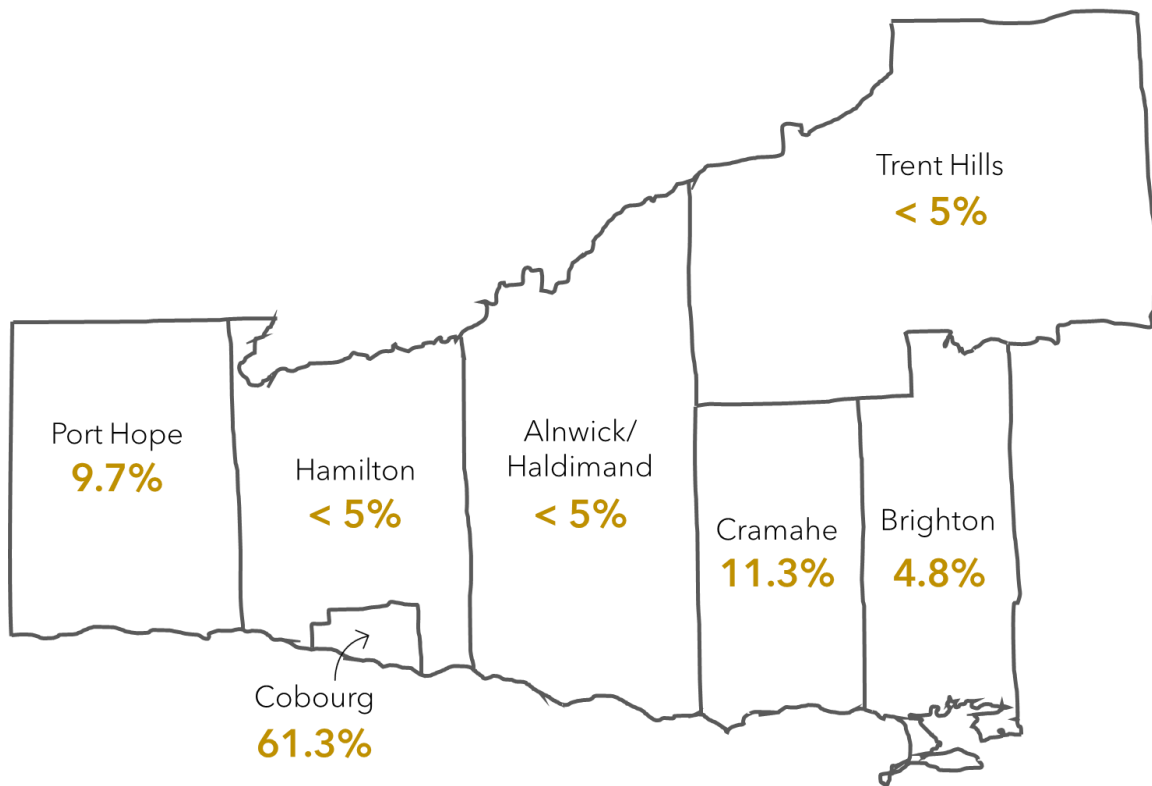 Trent Hills
< 5%
Port Hope
9.7%
Hamilton
< 5%
Alnwick/
Haldimand
< 5%
Cramahe
11.3%
Brighton
4.8%
Cobourg
61.3%